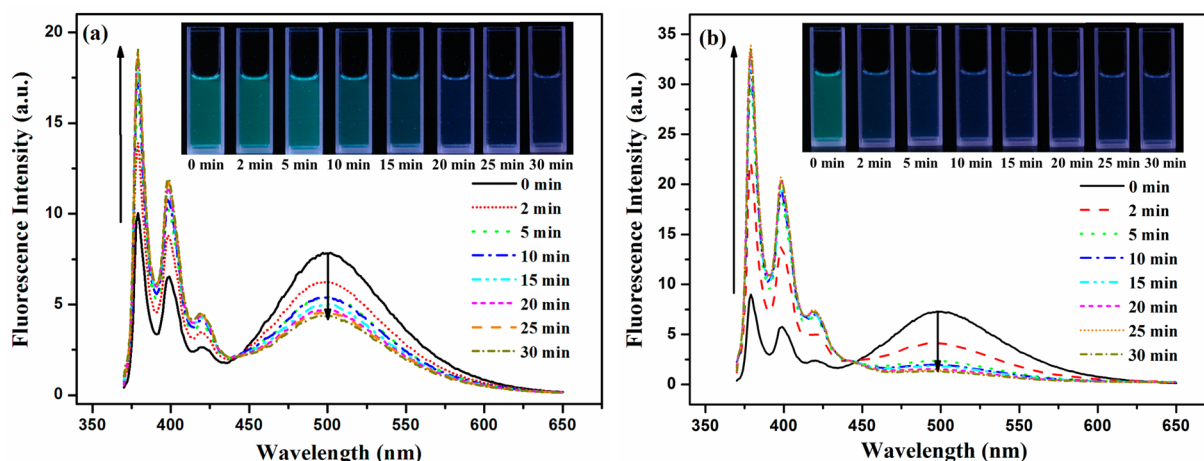 (a)
0 min 2 min 5 min 10 min 15 min 20 min 25 min 30 min
0 min
2 min
5 min
10 min
15 min
20 min
25 min
30 min
Fluorescence Intensity (a.u.)
20
15
10
5
0
350 400 450 500 550 600 650
Wavelength (nm)
(b)
0 min 2 min 5 min 10 min 15 min 20 min 25 min 30 min
0 min
2 min
5 min
10 min
15 min
20 min
25 min
30 min
Fluorescence Intensity (a.u.)
35
30
25
20
15
10
5
0
350 400 450 500 550 600 650
Wavelength (nm)